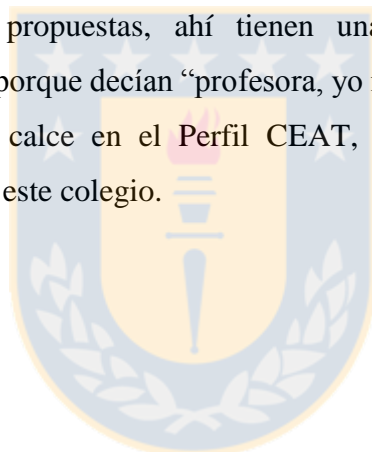 propuestas, ahí tienen una
porque decían “profesora, yo
calce en el Perfil CEAT,
este colegio.